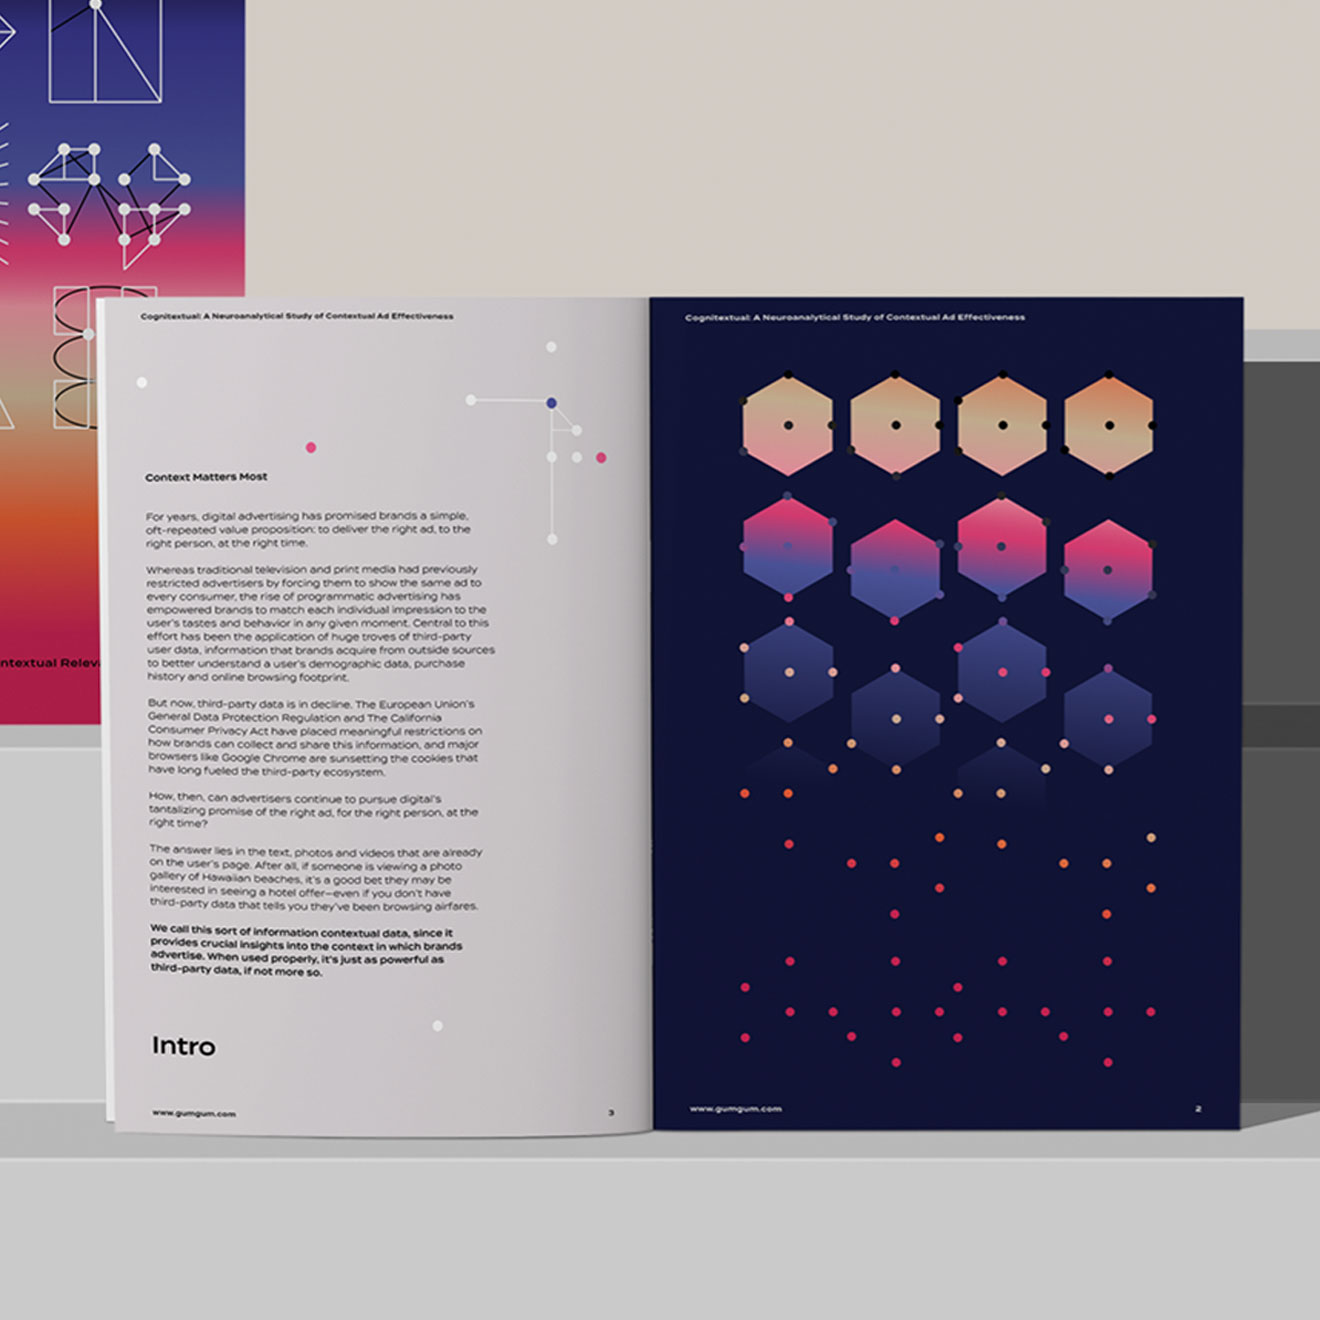 ntextual Releva
Cognitextual: A Neuroanalytical Study of Contextual Ad Effectiveness
Context Matters Most
For years, digital advertising has promised brands a simple,
oft-repeated value proposition: to deliver the right ad, to the
right person, at the right time.
Whereas traditional television and print media had previously
restricted advertisers by forcing them to show the same ad to
every consumer, the rise of programmatic advertising has
empowered brands to match each individual impression to the
user's tastes and behavior in any given moment. Central to this
effort has been the application of huge troves of third-party
user data, information that brands acquire from outside sources
to better understand a user's demographic data, purchase
history and online browsing footprint.
But now, third-party data is in decline. The European Union's
General Data Protection Regulation and The California
Consumer Privacy Act have placed meaningful restrictions on
how brands can collect and share this information, and major
browsers like Google Chrome are sunsetting the cookies that
have long fueled the third-party ecosystem.
How, then, can advertisers continue to pursue digital's
tantalizing promise of the right ad, for the right person, at the
right time?
The answer lies in the text, photos and videos that are already
on the user's page. After all, if someone is viewing a photo
gallery of Hawaiian beaches, it's a good bet they may be
interested in seeing a hotel offer—even if you don't have
third-party data that tells you they've been browsing airfares.
We call this sort of information contextual data, since it
provides crucial insights into the context in which brands
advertise. When used properly, it's just as powerful as
third-party data, if not more so.
Intro
www.gumgum.com
3
Cognitextual: A Neuroanalytical Study of Contextual Ad Effectiveness
www.gumgum.com
2